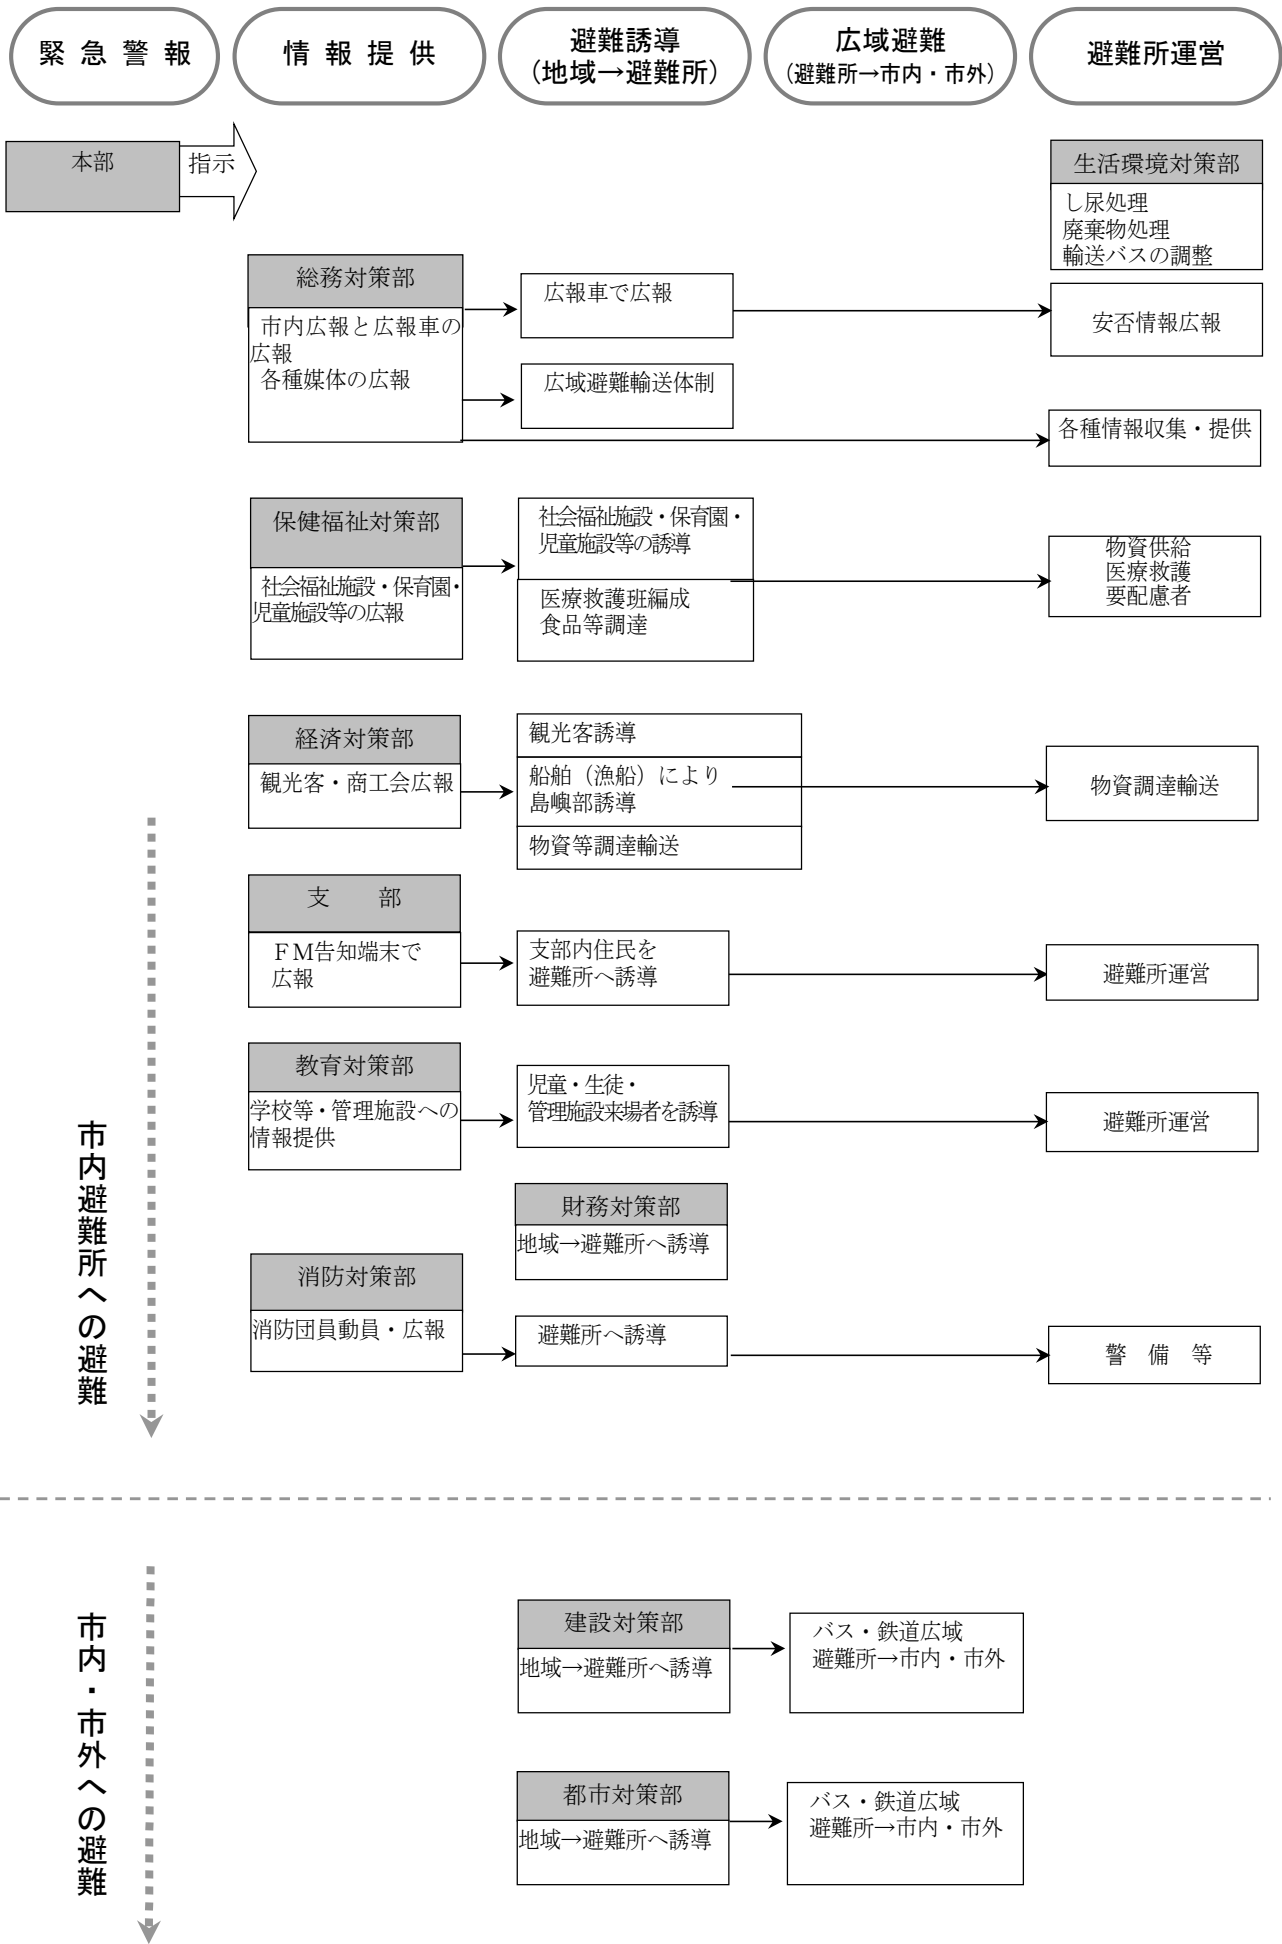 緊急警報
情報提供
避難誘導
（地域→避難所）
広域避難
（避難所→市内・市外）
避難所運営
本部
指示
生活環境対策部
し尿処理
廃棄物処理
輸送バスの調整
総務対策部
市内広報と広報車の
広報
各種媒体の広報
広報車で広報
安否情報広報
広域避難輸送体制
各種情報収集・提供
保健福祉対策部
社会福祉施設・保育園・
児童施設等の広報
社会福祉施設・保育園・
児童施設等の誘導
医療救護班編成
食品等調達
物資供給
医療救護
要配慮者
経済対策部
観光客・商工会広報
観光客誘導
船舶（漁船）により
島嶼部誘導
物資等調達輸送
物資調達輸送
支　　部
ＦＭ告知端末で
広報
支部内住民を
避難所へ誘導
避難所運営
教育対策部
学校等・管理施設への
情報提供
児童・生徒・
管理施設来場者を誘導
避難所運営
財務対策部
地域→避難所へ誘導
消防対策部
消防団員動員・広報
避難所へ誘導
警　備　等
市内避難所への避難
建設対策部
地域→避難所へ誘導
バス・鉄道広域
避難所→市内・市外
都市対策部
地域→避難所へ誘導
バス・鉄道広域
避難所→市内・市外
市内・市外への避難